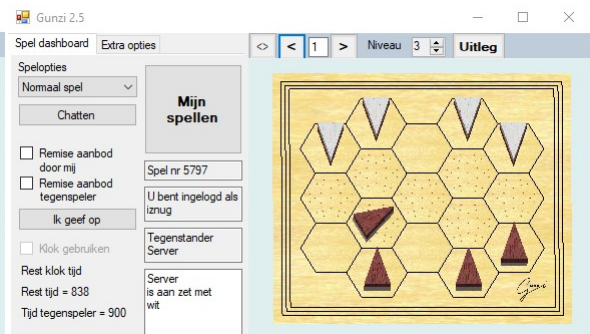 Gunzi 2.5
Spel dashboard Extra opties
<> < 1 > Niveau 3 Uitleg
Spelopties
Normaal spel
Chatten
Mijn
spellen
Remise aanbod
door mij
Remise aanbod
tegenspeler
Ik geef op
Klok gebruiken
Rest klok tijd
Rest tijd = 838
Tijd tegenspeler = 900
Spel nr 5797
U bent ingelogd als
iznug
Tegenstander
Server
Server
is aan zet met
wit
Gunzi